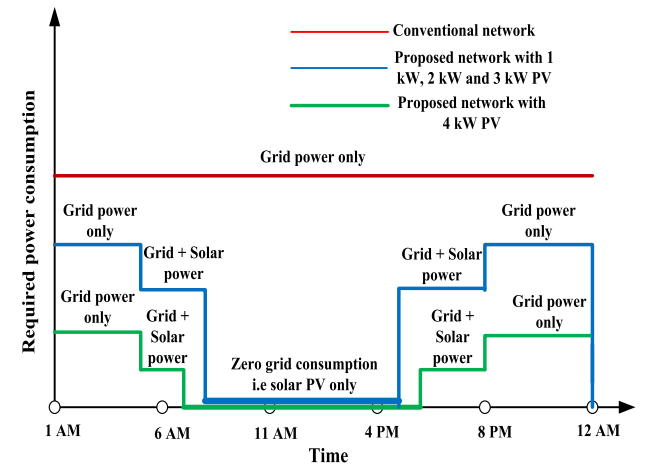 Conventional network
Proposed network with 1
kW, 2 kW and 3 kW PV
Proposed network with
4 kW PV
Required power consumption
Grid power only
Grid power
only
Grid + Solar
power
Grid power
only
Grid +
Solar
power
Zero grid consumption
i.e solar PV only
Grid + Solar
power
Grid power
only
Grid +
Solar
power
Grid power
only
1 AM
6 AM
11 AM
4 PM
8 PM
12 AM
Time